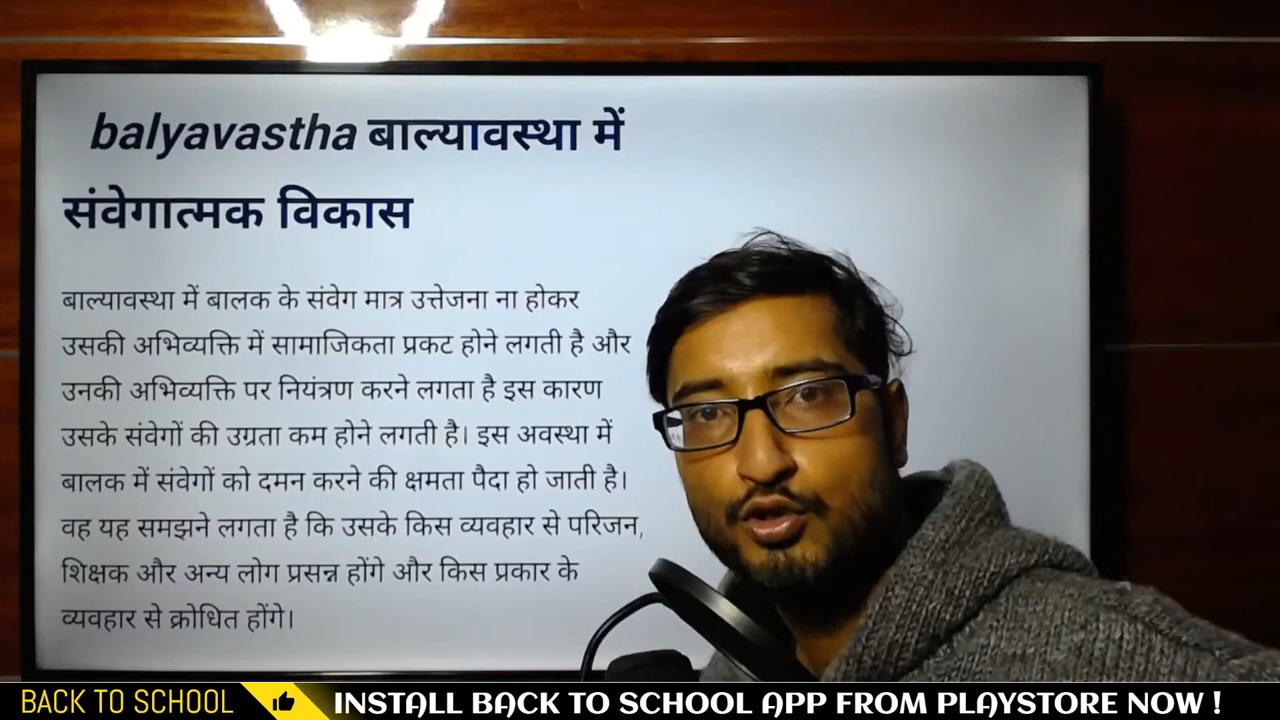 balyavastha बाल्यावस्था में
संवेगात्मक विकास
बाल्यावस्था में बालक के संवेग मात्र उत्तेजना ना होकर
उसकी अभिव्यक्ति में सामाजिकता प्रकट होने लगती है और
उनकी अभिव्यक्ति पर नियंत्रण करने लगता है इस कारण
उसके संवेगों की उग्रता कम होने लगती है। इस अवस्था में
बालक में संवेगों को दमन करने की क्षमता पैदा हो जाती है।
वह यह समझने लगता है कि उसके किस व्यवहार से परिजन,
शिक्षक और अन्य लोग प्रसन्न होंगे और किस प्रकार के
व्यवहार से क्रोधित होंगे।
BACK TO SCHOOL
INSTALL BACK TO SCHOOL APP FROM PLAYSTORE NOW !